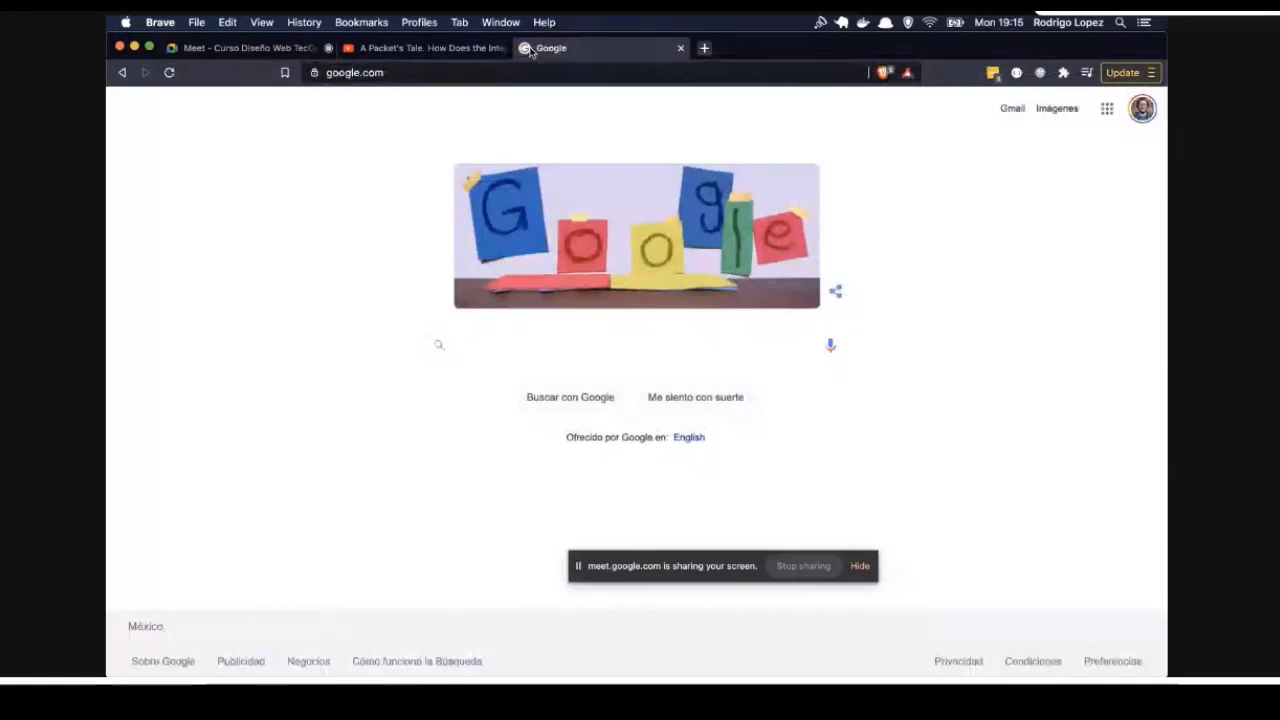 Brave File Edit View History Bookmarks Profiles Tab Window Help Mon 19:15 Rodrigo Lopez
Meet - Curso Diseño Web Tec A Packet's Tale. How Does the Inte Google
google.com Update
Gmail Imágenes
Google
Buscar con Google Me siento con suerte
Ofrecido por Google en: English
meet.google.com is sharing your screen. Stop sharing Hide
México
Sobre Google Publicidad Negocios Cómo funciona la Búsqueda Privacidad Condiciones Preferencias